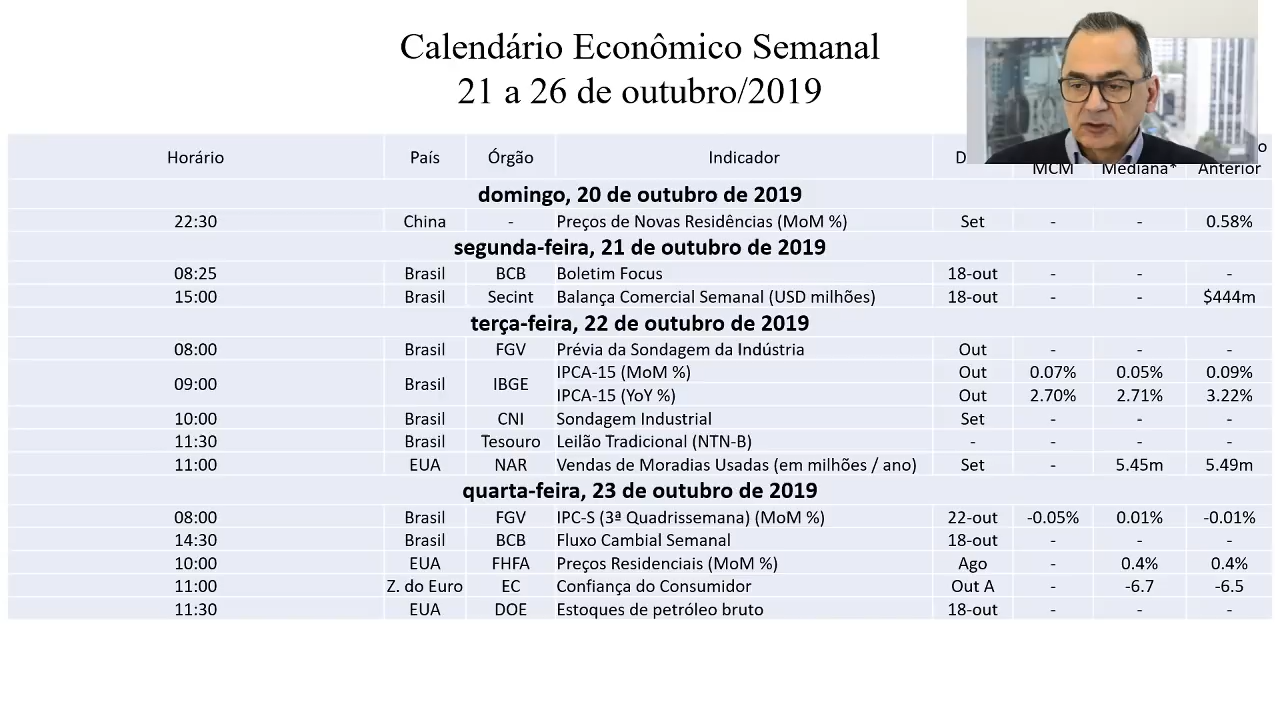 Calendário Econômico Semanal
21 a 26 de outubro/2019
Horário País Órgão Indicador MCM Mediana* Anterior
domingo, 20 de outubro de 2019
22:30 China - Preços de Novas Residências (MoM %) Set - - 0.58%
segunda-feira, 21 de outubro de 2019
08:25 Brasil BCB Boletim Focus 18-out - - -
15:00 Brasil Secint Balança Comercial Semanal (USD milhões) 18-out - - $444m
terça-feira, 22 de outubro de 2019
08:00 Brasil FGV Prévia da Sondagem da Indústria Out - - -
09:00 Brasil IBGE IPCA-15 (MoM %) Out 0.07% 0.05% 0.09%
IPCA-15 (YoY %) Out 2.70% 2.71% 3.22%
10:00 Brasil CNI Sondagem Industrial Set - - -
11:30 Brasil Tesouro Leilão Tradicional (NTN-B) - - - -
11:00 EUA NAR Vendas de Moradias Usadas (em milhões / ano) Set - 5.45m 5.49m
quarta-feira, 23 de outubro de 2019
08:00 Brasil FGV IPC-S (3ª Quadrissemana) (MoM %) 22-out -0.05% 0.01% -0.01%
14:30 Brasil BCB Fluxo Cambial Semanal 18-out - - -
10:00 EUA FHFA Preços Residenciais (MoM %) Ago - 0.4% 0.4%
11:00 Z. do Euro EC Confiança do Consumidor Out A - -6.7 -6.5
11:30 EUA DOE Estoques de petróleo bruto 18-out - - -